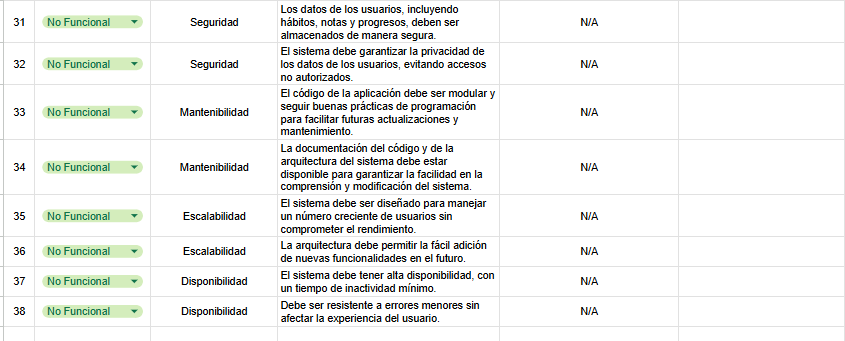 31 No Funcional Seguridad Los datos de los usuarios, incluyendo
hábitos, notas y progresos, deben ser
almacenados de manera segura. N/A
32 No Funcional Seguridad El sistema debe garantizar la privacidad de
los datos de los usuarios, evitando accesos
no autorizados. N/A
33 No Funcional Mantenibilidad El código de la aplicación debe ser modular y
seguir buenas prácticas de programación
para facilitar futuras actualizaciones y
mantenimiento. N/A
34 No Funcional Mantenibilidad La documentación del código y de la
arquitectura del sistema debe estar
disponible para garantizar la facilidad en la
comprensión y modificación del sistema. N/A
35 No Funcional Escalabilidad El sistema debe ser diseñado para manejar
un número creciente de usuarios sin
comprometer el rendimiento. N/A
36 No Funcional Escalabilidad La arquitectura debe permitir la fácil adición
de nuevas funcionalidades en el futuro. N/A
37 No Funcional Disponibilidad El sistema debe tener alta disponibilidad, con
un tiempo de inactividad mínimo. N/A
38 No Funcional Disponibilidad Debe ser resistente a errores menores sin
afectar la experiencia del usuario. N/A